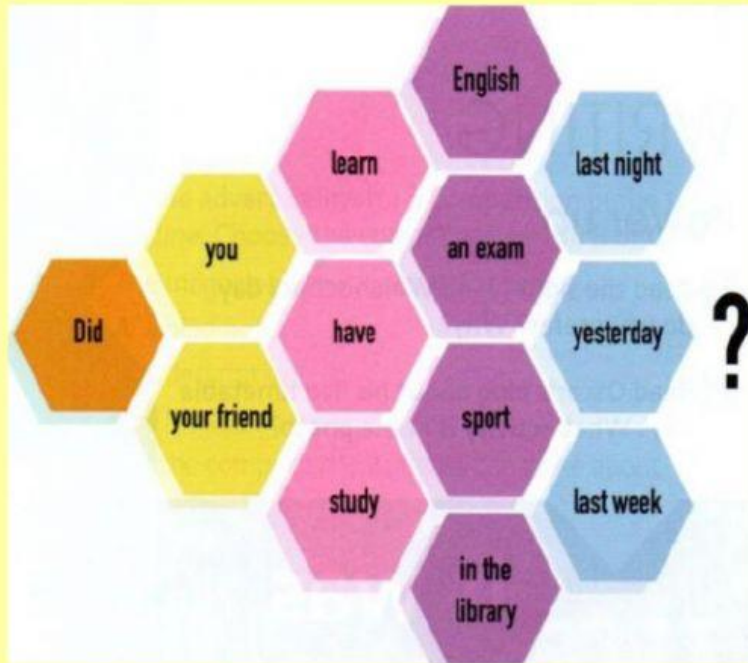 Did
you
your friend
learn
have
study
English
an exam
sport
in the
library
last night
yesterday
last week
?